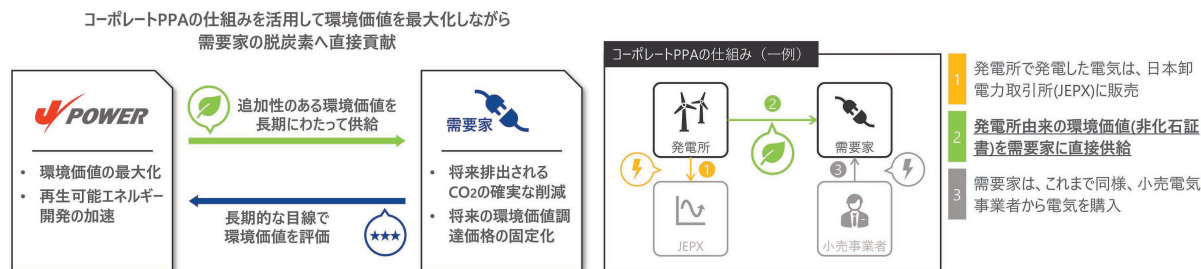 コーポレートPPAの仕組みを活用して環境価値を最大化しながら
需要家の脱炭素へ直接貢献
J POWER
・ 環境価値の最大化
・ 再生可能エネルギー
開発の加速
追加性のある環境価値を
長期にわたって供給
長期的な目線で
環境価値を評価
需要家
・ 将来排出される
CO2の確実な削減
・ 将来の環境価値調
達価格の固定化
コーポレートPPAの仕組み（一例）
発電所
2
需要家
1
3
JEPX
小売事業者
1
発電所で発電した電気は、日本卸
電力取引所(JEPX)に販売
2
発電所由来の環境価値(非化石証
書)を需要家に直接供給
3
需要家は、これまで同様、小売電気
事業者から電気を購入